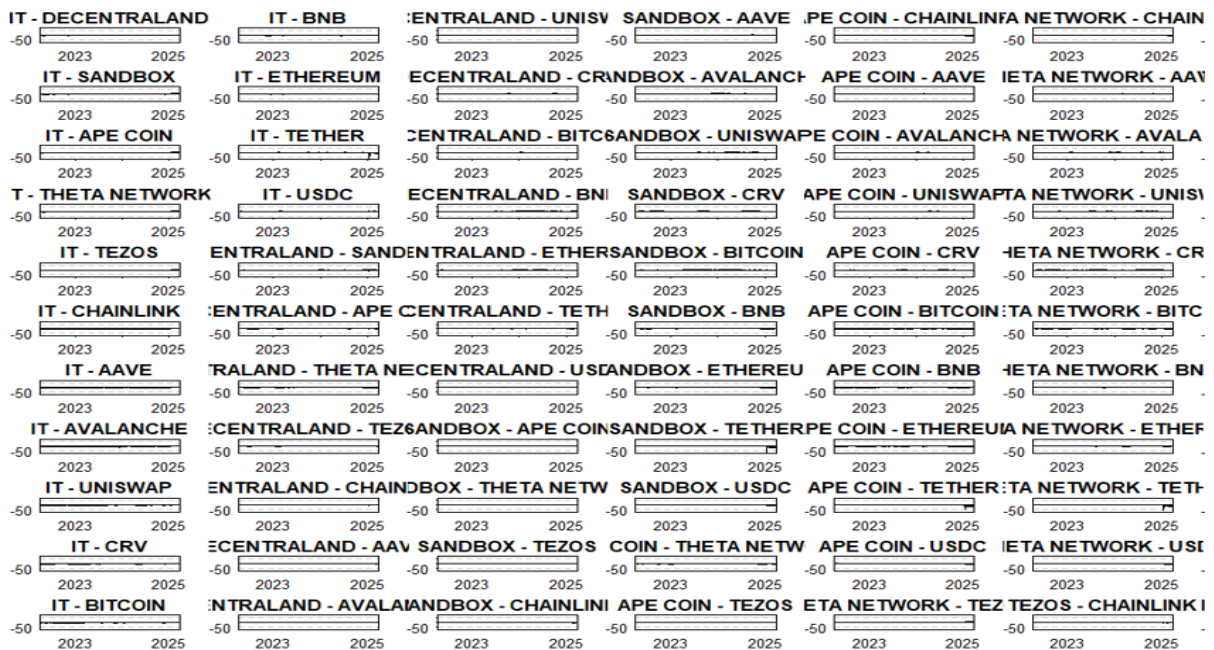 IT - DECENTRALAND IT - BNB CENTRALAND - UNISW SANDBOX - AAVE APE COIN - CHAINLIN TA NETWORK - CHAIN
-50 -50 -50 -50 -50 -50
2023 2025 2023 2025 2023 2025 2023 2025 2023 2025 2023 2025
IT - SANDBOX IT - ETHEREUM ECENTRALAND - CR ANDBOX - AVALANCH APE COIN - AAVE HETA NETWORK - AAV
-50 -50 -50 -50 -50 -50
2023 2025 2023 2025 2023 2025 2023 2025 2023 2025 2023 2025
IT - APE COIN IT - TETHER CENTRALAND - BITC SANDBOX - UNISWAP PE COIN - AVALANCH A NETWORK - AVALA
-50 -50 -50 -50 -50 -50
2023 2025 2023 2025 2023 2025 2023 2025 2023 2025 2023 2025
T - THETA NETWORK IT - USDC ECENTRALAND - BNI SANDBOX - CRV APE COIN - UNISWAP TA NETWORK - UNISW
-50 -50 -50 -50 -50 -50
2023 2025 2023 2025 2023 2025 2023 2025 2023 2025 2023 2025
IT - TEZOS ENTRALAND - SAND ENTRALAND - ETHER SANDBOX - BITCOIN APE COIN - CRV HETA NETWORK - CR
-50 -50 -50 -50 -50 -50
2023 2025 2023 2025 2023 2025 2023 2025 2023 2025 2023 2025
IT - CHAINLINK CENTRALAND - APE C CENTRALAND - TETH SANDBOX - BNB APE COIN - BITCOIN TA NETWORK - BITC
-50 -50 -50 -50 -50 -50
2023 2025 2023 2025 2023 2025 2023 2025 2023 2025 2023 2025
IT - AAVE TRALAND - THETA NE ECENTRALAND - USD ANDBOX - ETHEREU APE COIN - BNB HETA NETWORK - BN
-50 -50 -50 -50 -50 -50
2023 2025 2023 2025 2023 2025 2023 2025 2023 2025 2023 2025
IT - AVALANCHE ECENTRALAND - TEZO SANDBOX - APE COIN SANDBOX - TETHER PE COIN - ETHEREU A NETWORK - ETHER
-50 -50 -50 -50 -50 -50
2023 2025 2023 2025 2023 2025 2023 2025 2023 2025 2023 2025
IT - UNISWAP ENTRALAND - CHAIN DBOX - THETA NETW SANDBOX - USDC APE COIN - TETHER TA NETWORK - TETH
-50 -50 -50 -50 -50 -50
2023 2025 2023 2025 2023 2025 2023 2025 2023 2025 2023 2025
IT - CRV ECENTRALAND - AAV SANDBOX - TEZOS COIN - THETA NETW APE COIN - USDC HETA NETWORK - USD
-50 -50 -50 -50 -50 -50
2023 2025 2023 2025 2023 2025 2023 2025 2023 2025 2023 2025
IT - BITCOIN ENTRALAND - AVALA ANDBOX - CHAINLIN APE COIN - TEZOS ETA NETWORK - TEZ TEZOS - CHAINLINK
-50 -50 -50 -50 -50 -50
2023 2025 2023 2025 2023 2025 2023 2025 2023 2025 2023 2025